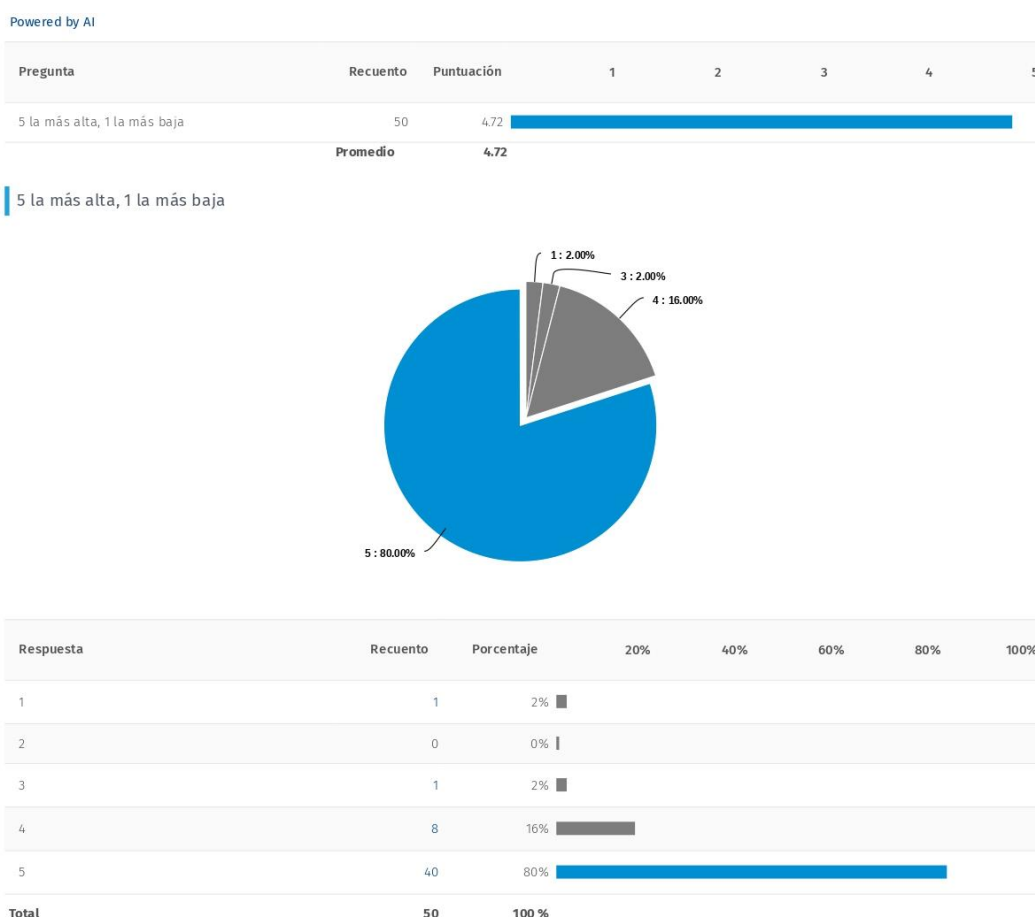 Powered by AI
Pregunta Recuento Puntuación 1 2 3 4 5
5 la más alta, 1 la más baja 50 4.72
Promedio 4.72
5 la más alta, 1 la más baja
1 : 2.00%
3 : 2.00%
4 : 16.00%
5 : 80.00%
Respuesta Recuento Porcentaje 20% 40% 60% 80% 100%
1 1 2%
2 0 0%
3 1 2%
4 8 16%
5 40 80%
Total 50 100 %